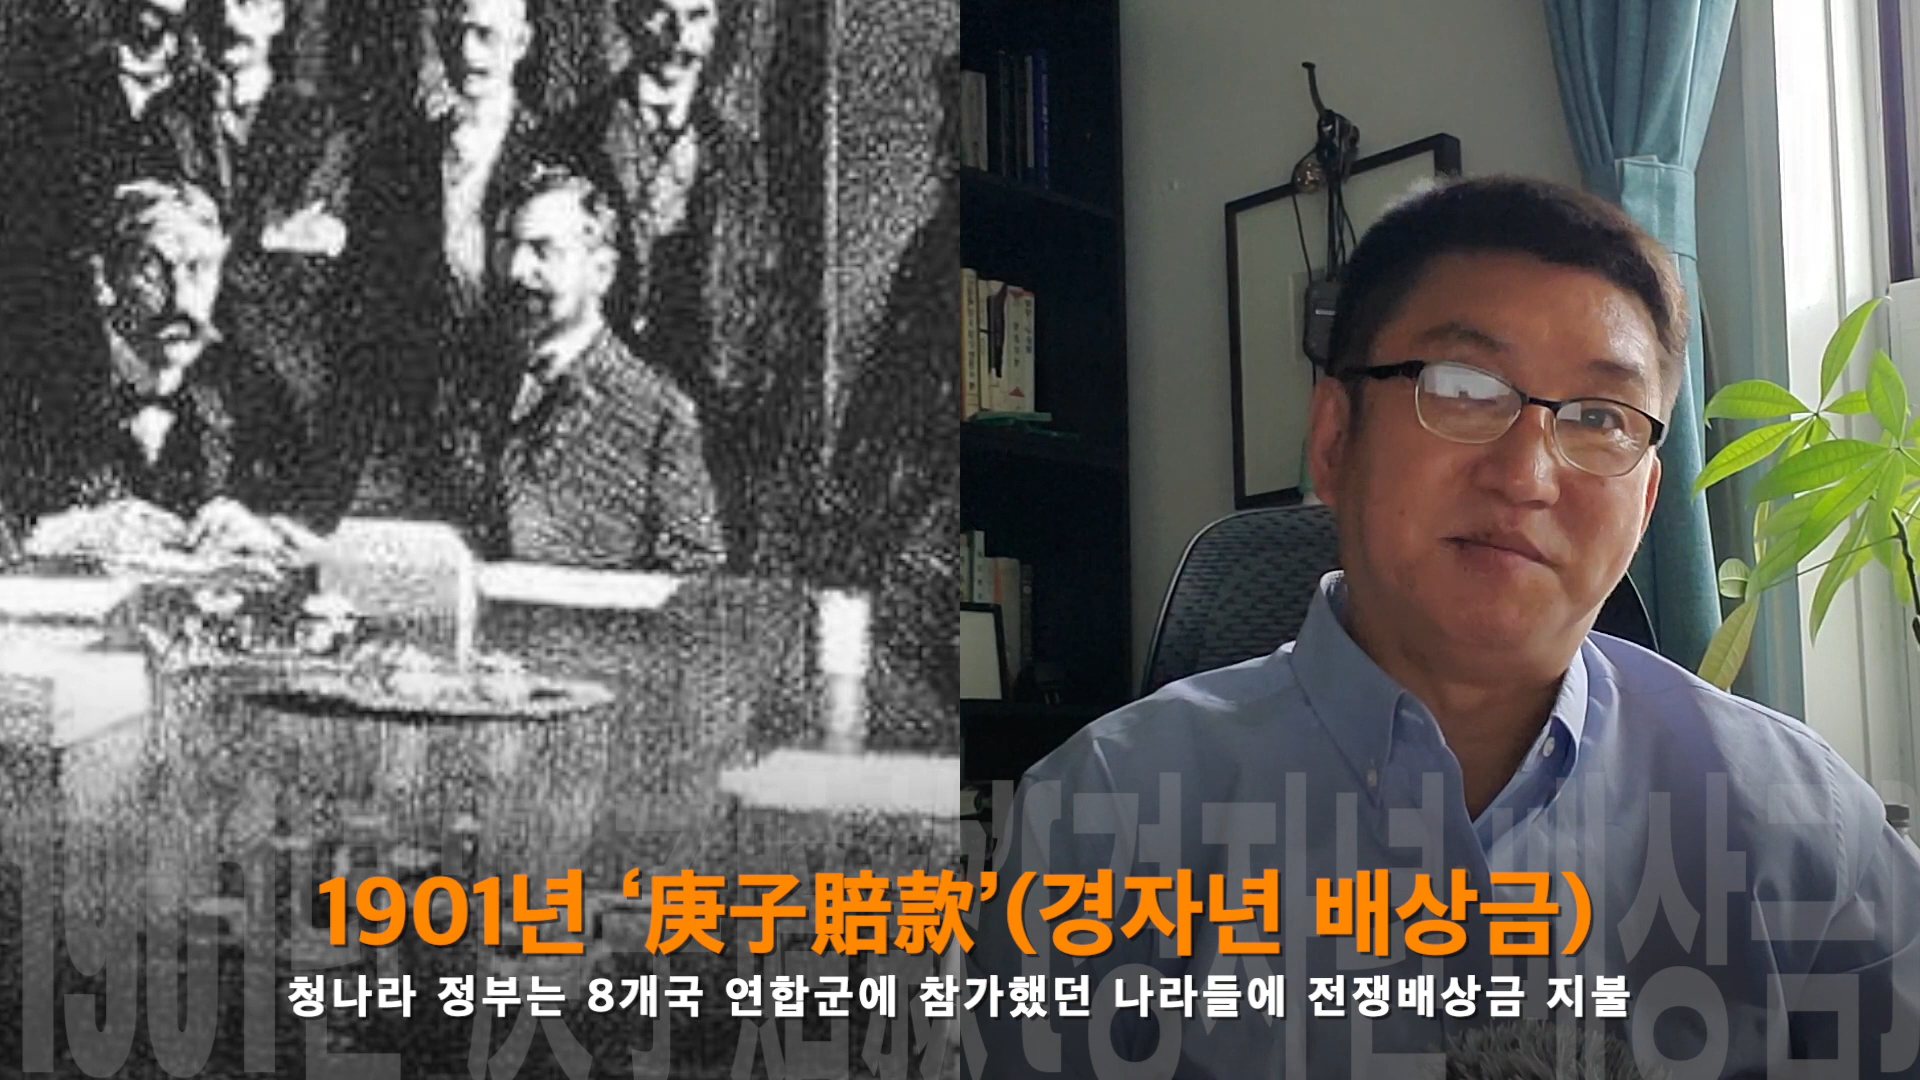 1901년 ‘庚子賠款’(경자년 배상금)
청나라 정부는 8개국 연합군에 참가했던 나라들에 전쟁배상금 지불